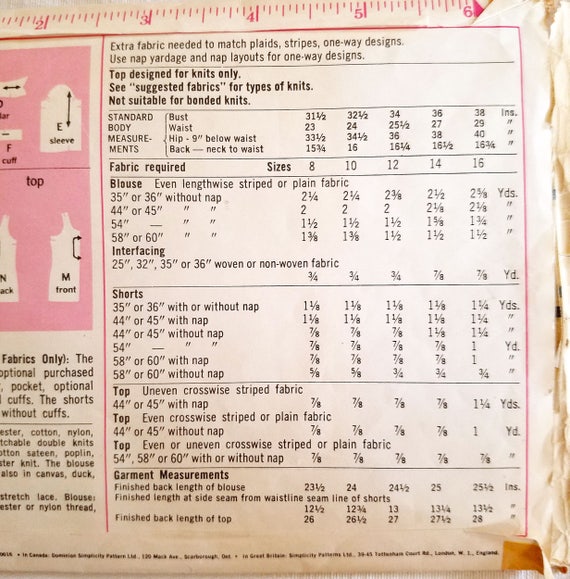 2 3 4 5 6
Extra fabric needed to match plaids, stripes, one-way designs.
Use nap yardage and nap layouts for one-way designs.
Top designed for knits only.
See "suggested fabrics" for types of knits.
Not suitable for bonded knits.
STANDARD Bust 31½ 32½ 34 36 38 Ins.
BODY Waist 23 24 25½ 27 29 "
MEASURE- Hip - 9" below waist 33½ 34½ 36 38 40 "
MENTS Back — neck to waist 15¾ 16 16¼ 16½ 16¾ "
Fabric required Sizes 8 10 12 14 16
Blouse Even lengthwise striped or plain fabric
35" or 36" without nap 2¼ 2¼ 2⅜ 2½ 2⅝ Yds.
44" or 45" " " 2 2 2 2⅛ 2⅛ "
54" — " " 1½ 1½ 1½ 1⅝ 1¾ "
58" or 60" " " 1⅜ 1⅜ 1½ 1½ 1½ "
Interfacing
25", 32", 35" or 36" woven or non-woven fabric
¾ ¾ ¾ ⅞ ⅞ Yd.
Shorts
35" or 36" with or without nap 1⅛ 1⅛ 1⅛ 1⅛ 1¼ Yds.
44" or 45" with nap 1⅛ 1⅛ 1⅛ 1⅛ 1¼ "
44" or 45" without nap ⅞ ⅞ ⅞ 1⅛ 1¼ "
54" — " " ⅞ ⅞ ⅞ ⅞ 1 "
58" or 60" with nap ⅞ ⅞ ⅞ ⅞ 1 "
58" or 60" without nap ⅝ ⅝ ¾ ¾ ¾ "
Top Uneven crosswise striped fabric
44" or 45" with nap ⅞ ⅞ ⅞ ⅞ 1¼ Yds.
Top Even crosswise striped or plain fabric
44" or 45" without nap ⅞ ⅞ ⅞ ⅞ 1 Yd.
Top Even or uneven crosswise striped or plain fabric
54", 58" or 60" with or without nap ⅞ ⅞ ⅞ ⅞ ⅞ "
Garment Measurements
Finished back length of blouse 23½ 24 24½ 25 25½ Ins.
Finished length at side seam from waistline seam line of shorts
12½ 12¾ 13 13¼ 13½ "
Finished back length of top 26 26½ 27 27½ 28 "
E
sleeve
F
cuff
top
M
front
N
Fabrics Only): The
optional purchased
pocket, optional
cuffs. The shorts
without cuffs.
cotton, nylon,
double knits
sateen, poplin,
knit. The blouse
also in canvas, duck,
stretch lace. Blouse:
or nylon thread,
• In Canada: Dominion Simplicity Pattern Ltd., 120 Mack Ave., Scarborough, Ont. • In Great Britain: Simplicity Patterns Ltd., 39-45 Tottenham Court Rd., London, W. 1., England.